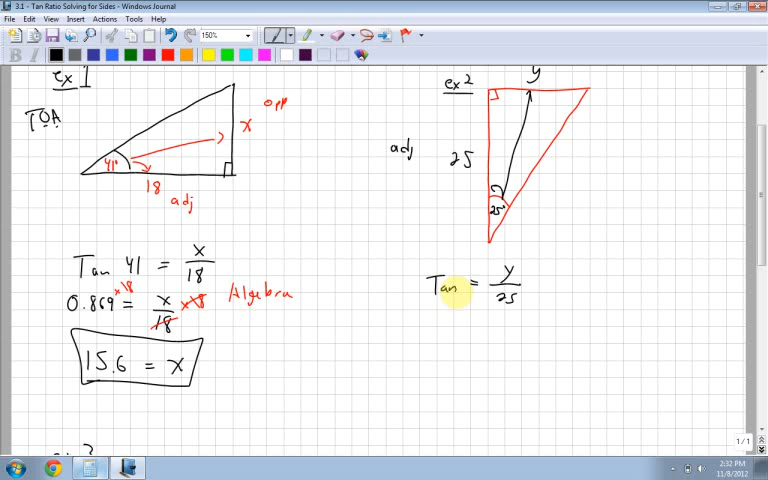 3.1 - Tan Ratio Solving for Sides - Windows Journal
File Edit View Insert Actions Tools Help
150%
B I
ex 1
TOA
41°
18
adj
x
opp
Tan 41 = x/18
0.869 ×18 = x/18 ×18 Algebra
15.6 = x
ex 2
y
adj
25
25°
Tan = y/25
1 / 1
2:32 PM
11/8/2012